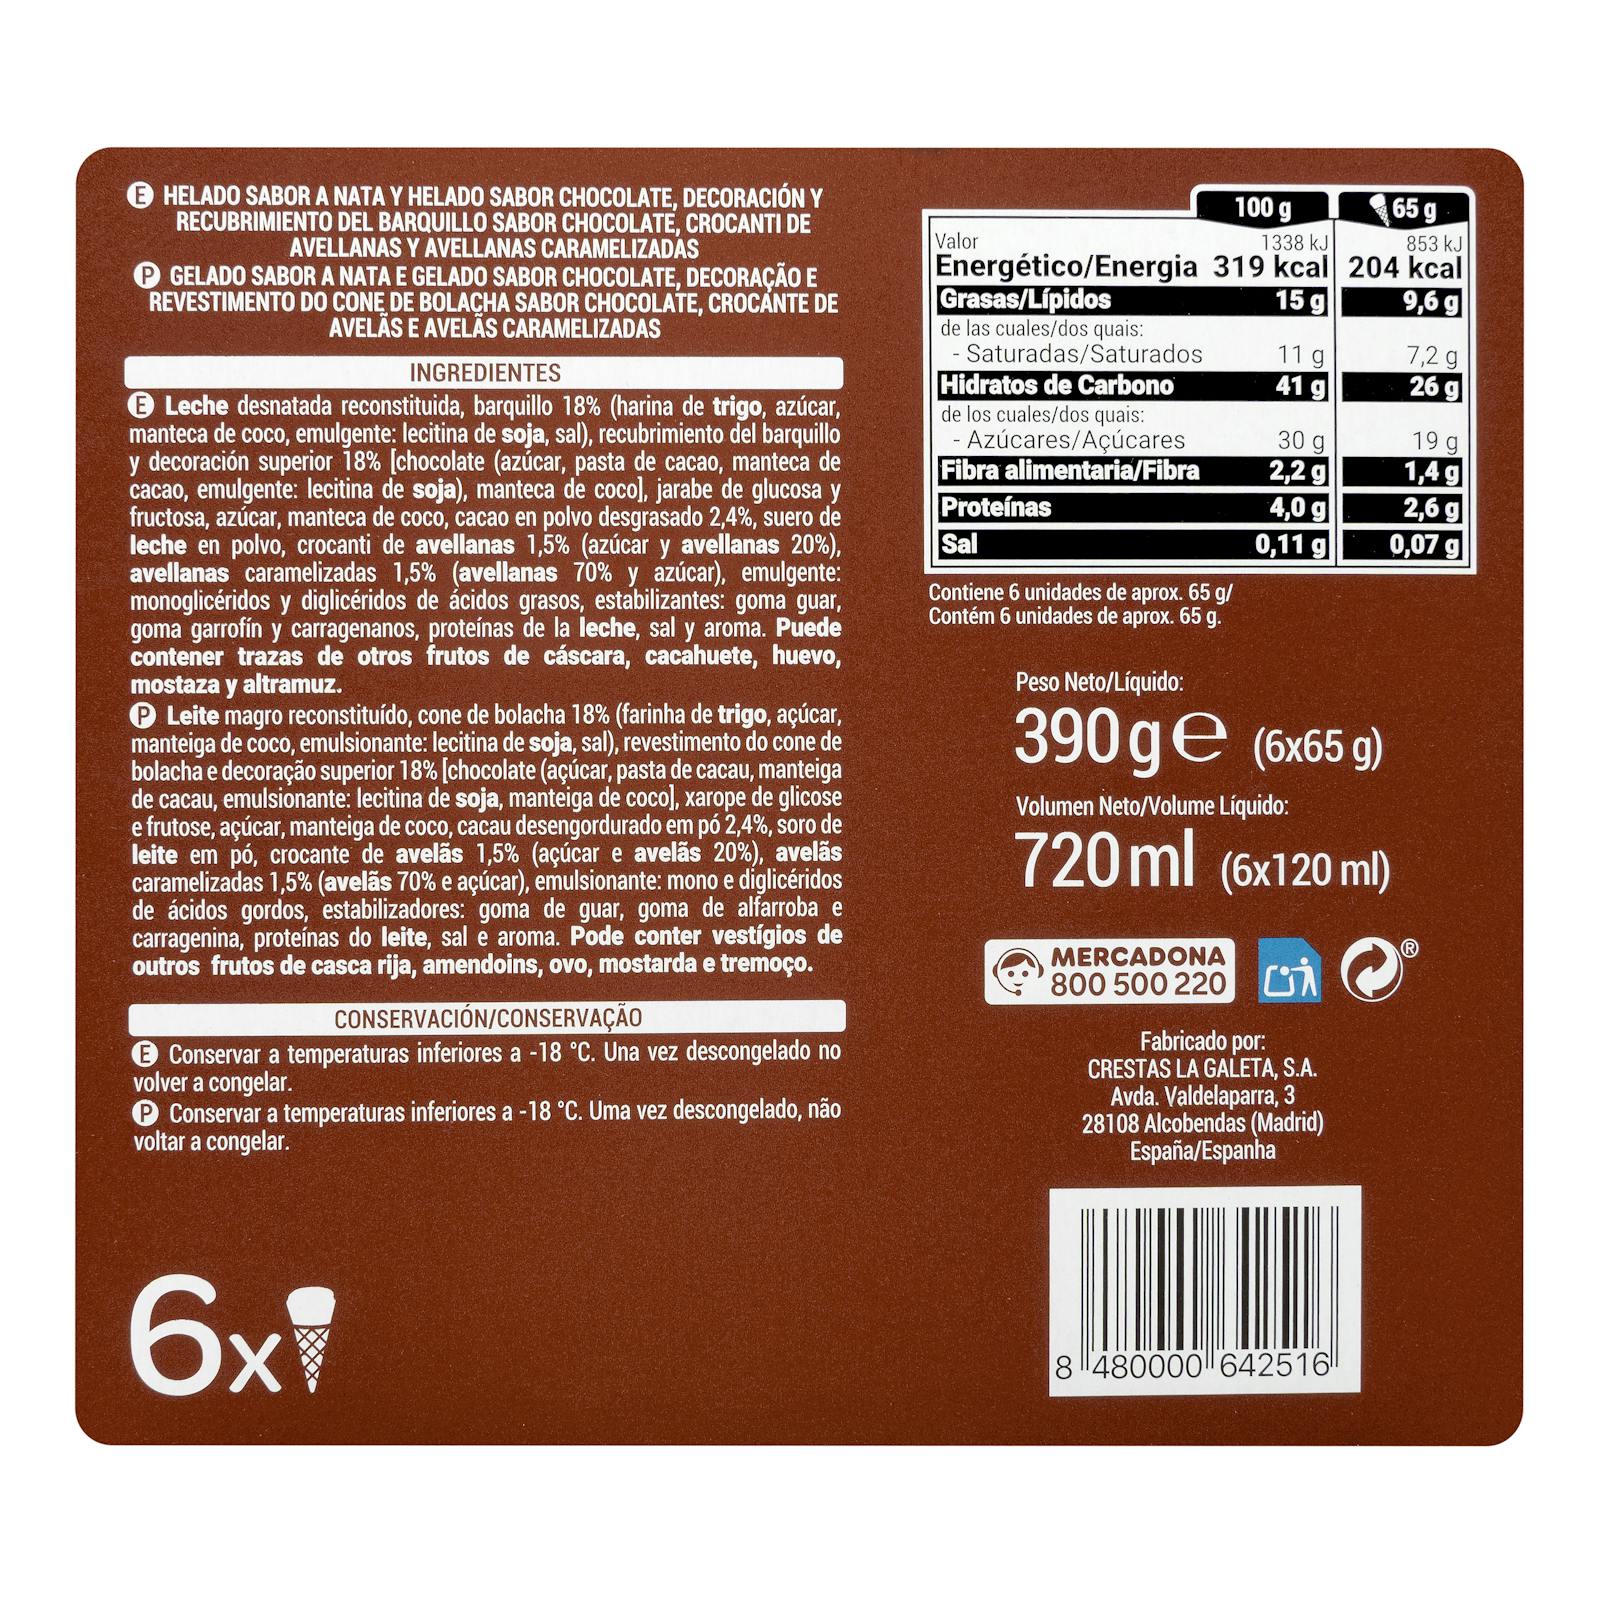 E HELADO SABOR A NATA Y HELADO SABOR CHOCOLATE, DECORACIÓN Y
RECUBRIMIENTO DEL BARQUILLO SABOR CHOCOLATE, CROCANTI DE
AVELLANAS Y AVELLANAS CARAMELIZADAS
P GELADO SABOR A NATA E GELADO SABOR CHOCOLATE, DECORAÇÃO E
REVESTIMENTO DO CONE DE BOLACHA SABOR CHOCOLATE, CROCANTE DE
AVELÃS E AVELÃS CARAMELIZADAS
INGREDIENTES
E Leche desnatada reconstituida, barquillo 18% (harina de trigo, azúcar,
manteca de coco, emulgente: lecitina de soja, sal), recubrimiento del barquillo
y decoración superior 18% [chocolate (azúcar, pasta de cacao, manteca de
cacao, emulgente: lecitina de soja), manteca de coco], jarabe de glucosa y
fructosa, azúcar, manteca de coco, cacao en polvo desgrasado 2,4%, suero de
leche en polvo, crocanti de avellanas 1,5% (azúcar y avellanas 20%),
avellanas caramelizadas 1,5% (avellanas 70% y azúcar), emulgente:
monoglicéridos y diglicéridos de ácidos grasos, estabilizantes: goma guar,
goma garrofín y carragenanos, proteínas de la leche, sal y aroma. Puede
contener trazas de otros frutos de cáscara, cacahuete, huevo,
mostaza y altramuz.
P Leite magro reconstituído, cone de bolacha 18% (farinha de trigo, açúcar,
manteiga de coco, emulsionante: lecitina de soja, sal), revestimento do cone de
bolacha e decoração superior 18% [chocolate (açúcar, pasta de cacau, manteiga
de cacau, emulsionante: lecitina de soja, manteiga de coco], xarope de glicose
e frutose, açúcar, manteiga de coco, cacau desengordurado em pó 2,4%, soro de
leite em pó, crocante de avelãs 1,5% (açúcar e avelãs 20%), avelãs
caramelizadas 1,5% (avelãs 70% e açúcar), emulsionante: mono e diglicéridos
de ácidos gordos, estabilizadores: goma de guar, goma de alfarroba e
carragenina, proteínas do leite, sal e aroma. Pode conter vestígios de
outros frutos de casca rija, amendoins, ovo, mostarda e tremoço.
CONSERVACIÓN/CONSERVAÇÃO
E Conservar a temperaturas inferiores a -18 °C. Una vez descongelado no
volver a congelar.
P Conservar a temperaturas inferiores a -18 °C. Uma vez descongelado, não
voltar a congelar.
6x
100 g 65 g
Valor 1338 kJ 853 kJ
Energético/Energia 319 kcal 204 kcal
Grasas/Lípidos 15 g 9,6 g
de las cuales/dos quais:
- Saturadas/Saturados 11 g 7,2 g
Hidratos de Carbono 41 g 26 g
de los cuales/dos quais:
- Azúcares/Açúcares 30 g 19 g
Fibra alimentaria/Fibra 2,2 g 1,4 g
Proteínas 4,0 g 2,6 g
Sal 0,11 g 0,07 g
Contiene 6 unidades de aprox. 65 g/
Contém 6 unidades de aprox. 65 g.
Peso Neto/Líquido:
390 g ℮ (6x65 g)
Volumen Neto/Volume Líquido:
720 ml (6x120 ml)
MERCADONA
800 500 220
®
Fabricado por:
CRESTAS LA GALETA, S.A.
Avda. Valdelaparra, 3
28108 Alcobendas (Madrid)
España/Espanha
8 480000 642516